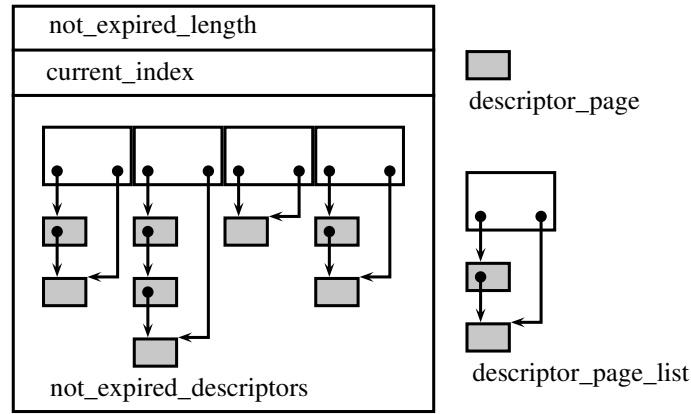 not_expired_length
current_index
descriptor_page
not_expired_descriptors
descriptor_page_list